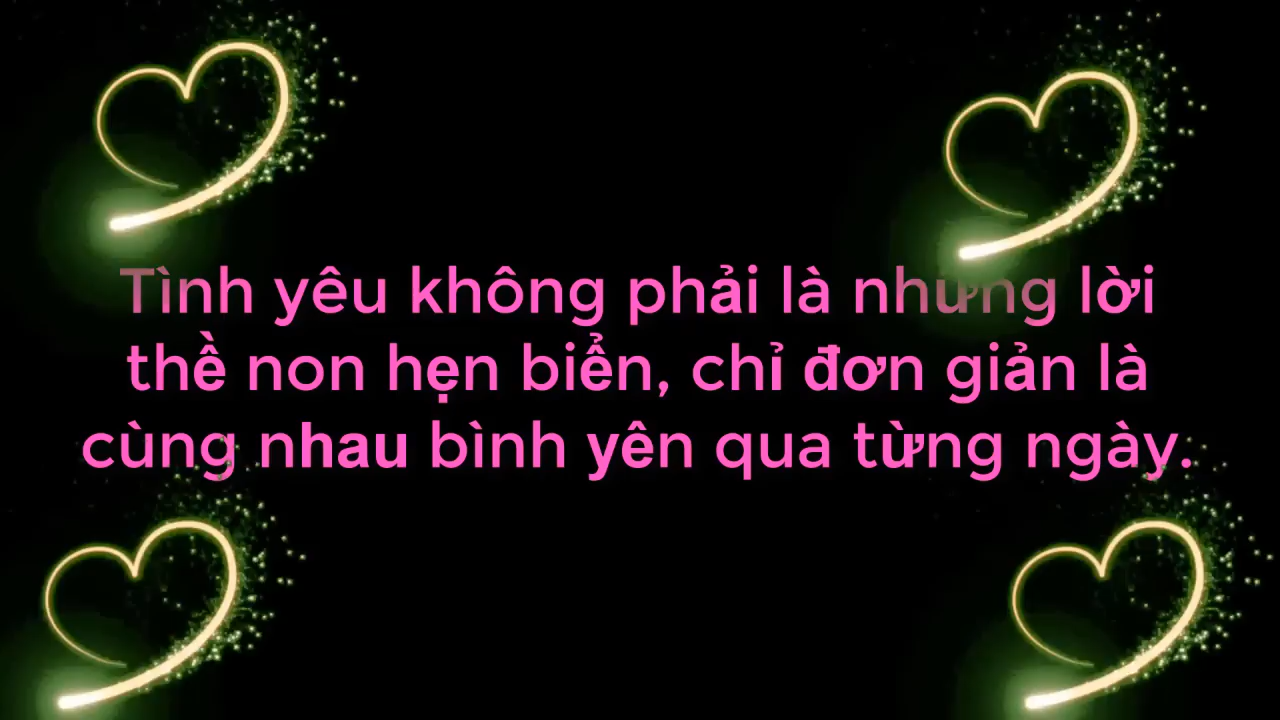 Tình yêu không phải là những lời
thề non hẹn biển, chỉ đơn giản là
cùng nhau bình yên qua từng ngày.